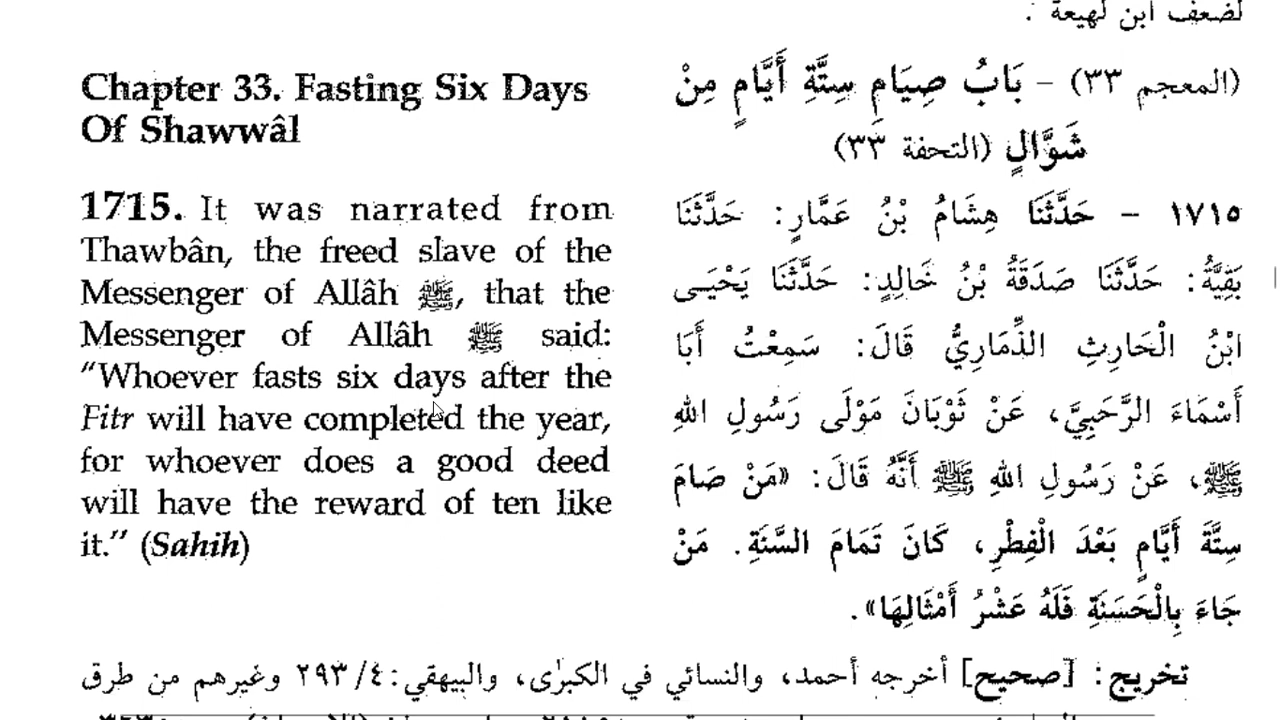 لضعف ابن لهيعة .
Chapter 33. Fasting Six Days
Of Shawwâl
(المعجم ٣٣) - بَابُ صِيَامِ سِتَّةِ أَيَّامٍ مِنْ
شَوَّالٍ (التحفة ٣٣)
1715. It was narrated from
Thawbân, the freed slave of the
Messenger of Allâh ﷺ, that the
Messenger of Allâh ﷺ said:
“Whoever fasts six days after the
Fitr will have completed the year,
for whoever does a good deed
will have the reward of ten like
it.” (Sahih)
١٧١٥ - حَدَّثَنَا هِشَامُ بْنُ عَمَّارٍ: حَدَّثَنَا
بَقِيَّةُ: حَدَّثَنَا صَدَقَةُ بْنُ خَالِدٍ: حَدَّثَنَا يَحْيَـى
ابْنُ الْحَارِثِ الذِّمَارِيُّ قَالَ: سَمِعْتُ أَبَا
أَسْمَاءَ الرَّحَبِيَّ، عَنْ ثَوْبَانَ مَوْلَى رَسُولِ اللهِ
ﷺ، عَنْ رَسُولِ اللهِ ﷺ أَنَّهُ قَالَ: «مَنْ صَامَ
سِتَّةَ أَيَّامٍ بَعْدَ الْفِطْرِ، كَانَ تَمَامَ السَّنَةِ. مَنْ
جَاءَ بِالْحَسَنَةِ فَلَهُ عَشْرُ أَمْثَالِهَا».
تخريج: [صحيح] أخرجه أحمد، والنسائي في الكبرٰى، والبيهقي: ٤/ ٢٩٣ وغيرهم من طرق